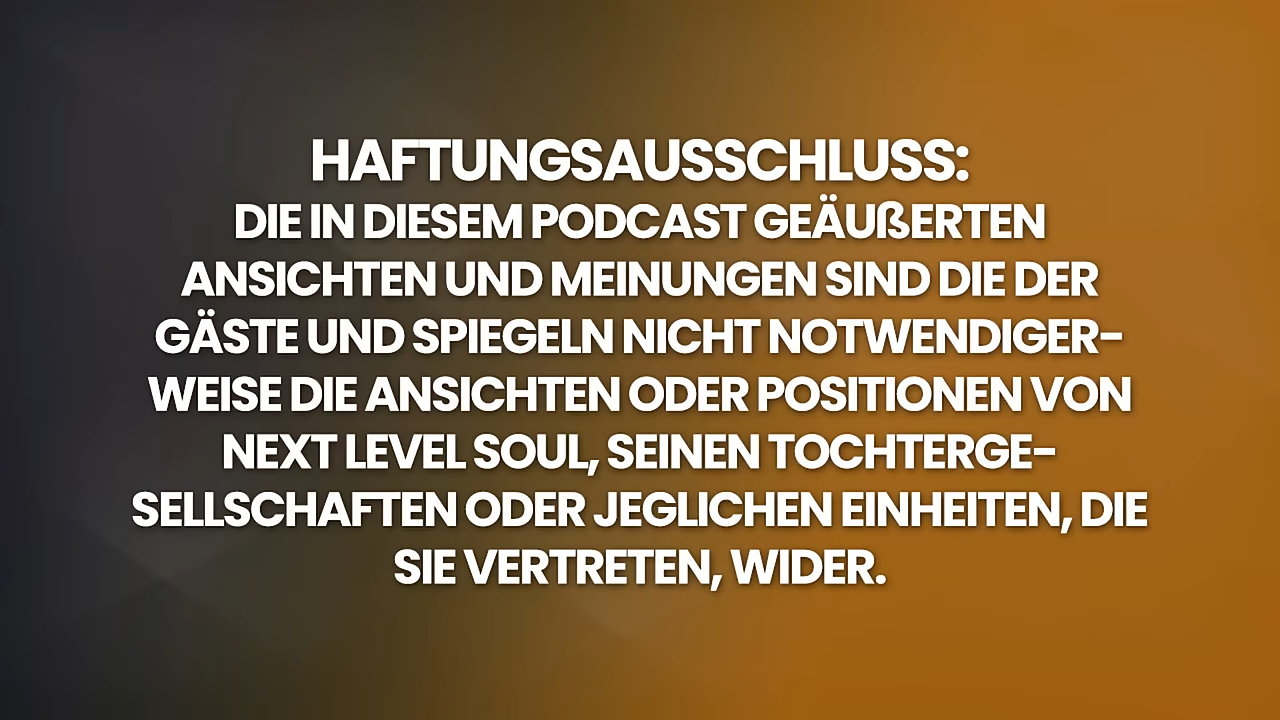 HAFTUNGSAUSSCHLUSS:
DIE IN DIESEM PODCAST GEÄUßERTEN
ANSICHTEN UND MEINUNGEN SIND DIE DER
GÄSTE UND SPIEGELN NICHT NOTWENDIGER-
WEISE DIE ANSICHTEN ODER POSITIONEN VON
NEXT LEVEL SOUL, SEINEN TOCHTERGE-
SELLSCHAFTEN ODER JEGLICHEN EINHEITEN, DIE
SIE VERTRETEN, WIDER.